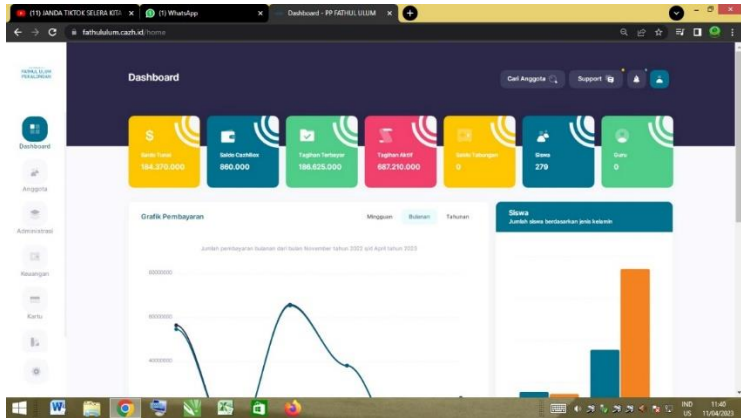 (11) JANDA TIKTOK SELERA KITA
(1) WhatsApp
Dashboard - PP FATHUL ULUM
fathululum.cazh.id/home
Dashboard
Cari Anggota
Support
Saldo Tunai
184.270.000
Saldo Cashless
860.000
Tagihan Terbayar
186.625.000
Tagihan Aktif
687.210.000
Saldo Tabungan
0
Siswa
279
Guru
0
Dashboard
Anggota
Administrasi
Keuangan
Kartu
Grafik Pembayaran
Mingguan
Bulanan
Tahunan
Jumlah pembayaran bulanan dari bulan November tahun 2022 s/d April tahun 2023
80000000
60000000
40000000
Siswa
Jumlah siswa berdasarkan jenis kelamin
IND
US
11:40
11/04/2023